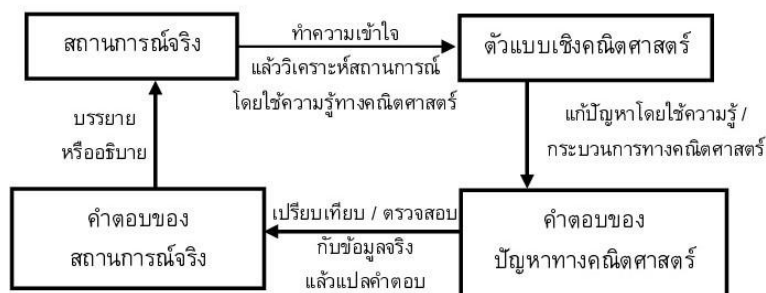 สถานการณ์จริง
ทำความเข้าใจ
แล้ววิเคราะห์สถานการณ์
โดยใช้ความรู้ทางคณิตศาสตร์
ตัวแบบเชิงคณิตศาสตร์
แก้ปัญหาโดยใช้ความรู้ /
กระบวนการทางคณิตศาสตร์
คำตอบของ
ปัญหาทางคณิตศาสตร์
เปรียบเทียบ / ตรวจสอบ
กับข้อมูลจริง
แล้วแปลคำตอบ
คำตอบของ
สถานการณ์จริง
บรรยาย
หรืออธิบาย